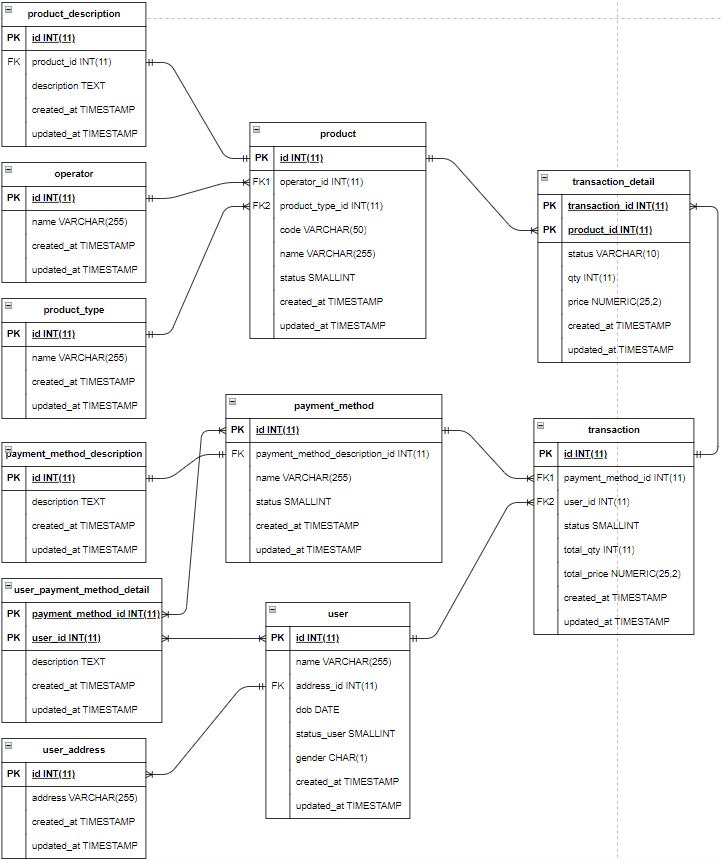 product_description
PK id INT(11)
FK product_id INT(11)
description TEXT
created_at TIMESTAMP
updated_at TIMESTAMP
operator
PK id INT(11)
name VARCHAR(255)
created_at TIMESTAMP
updated_at TIMESTAMP
product_type
PK id INT(11)
name VARCHAR(255)
created_at TIMESTAMP
updated_at TIMESTAMP
product
PK id INT(11)
FK1 operator_id INT(11)
FK2 product_type_id INT(11)
code VARCHAR(50)
name VARCHAR(255)
status SMALLINT
created_at TIMESTAMP
updated_at TIMESTAMP
transaction_detail
PK transaction_id INT(11)
PK product_id INT(11)
status VARCHAR(10)
qty INT(11)
price NUMERIC(25,2)
created_at TIMESTAMP
updated_at TIMESTAMP
payment_method_description
PK id INT(11)
description TEXT
created_at TIMESTAMP
updated_at TIMESTAMP
payment_method
PK id INT(11)
FK payment_method_description_id INT(11)
name VARCHAR(255)
status SMALLINT
created_at TIMESTAMP
updated_at TIMESTAMP
transaction
PK id INT(11)
FK1 payment_method_id INT(11)
FK2 user_id INT(11)
status SMALLINT
total_qty INT(11)
total_price NUMERIC(25,2)
created_at TIMESTAMP
updated_at TIMESTAMP
user_payment_method_detail
PK payment_method_id INT(11)
PK user_id INT(11)
description TEXT
created_at TIMESTAMP
updated_at TIMESTAMP
user
PK id INT(11)
name VARCHAR(255)
FK address_id INT(11)
dob DATE
status_user SMALLINT
gender CHAR(1)
created_at TIMESTAMP
updated_at TIMESTAMP
user_address
PK id INT(11)
address VARCHAR(255)
created_at TIMESTAMP
updated_at TIMESTAMP